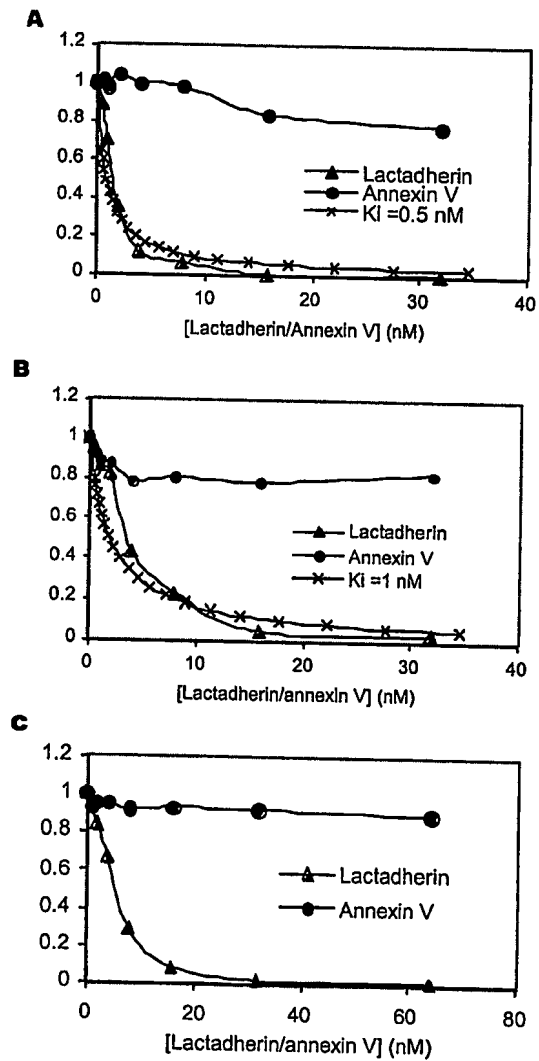 A
1.2
1
0.8
0.6
0.4
0.2
0
Lactadherin
Annexin V
Ki =0.5 nM
0 10 20 30 40
[Lactadherin/Annexin V] (nM)
B
1.2
1
0.8
0.6
0.4
0.2
0
Lactadherin
Annexin V
Ki =1 nM
0 10 20 30 40
[Lactadherin/annexin V] (nM)
C
1.2
1
0.8
0.6
0.4
0.2
0
Lactadherin
Annexin V
0 20 40 60 80
[Lactadherin/annexin V] (nM)